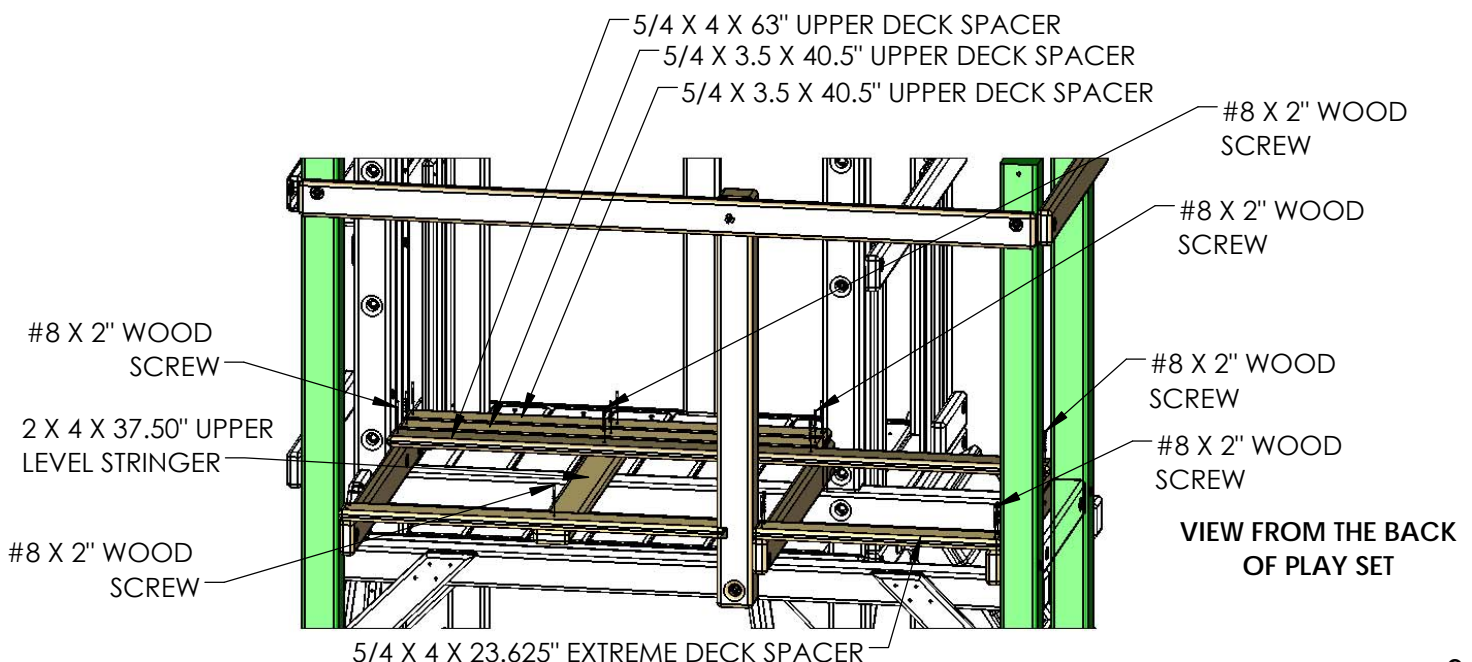 5/4 X 4 X 63" UPPER DECK SPACER
5/4 X 3.5 X 40.5" UPPER DECK SPACER
5/4 X 3.5 X 40.5" UPPER DECK SPACER
#8 X 2" WOOD
SCREW
#8 X 2" WOOD
SCREW
#8 X 2" WOOD
SCREW
#8 X 2" WOOD
SCREW
2 X 4 X 37.50" UPPER
LEVEL STRINGER
#8 X 2" WOOD
SCREW
#8 X 2" WOOD
SCREW
VIEW FROM THE BACK
OF PLAY SET
5/4 X 4 X 23.625" EXTREME DECK SPACER